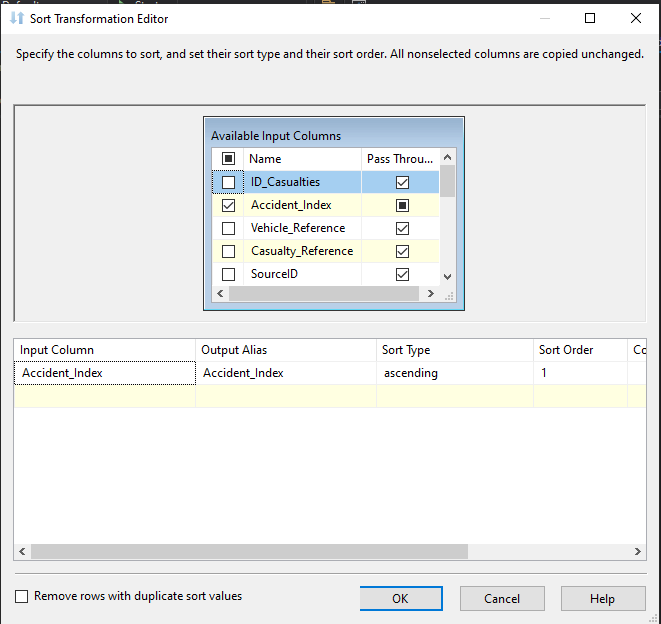 Sort Transformation Editor
Specify the columns to sort, and set their sort type and their sort order. All nonselected columns are copied unchanged.
Available Input Columns
Name Pass Throu...
ID_Casualties
Accident_Index
Vehicle_Reference
Casualty_Reference
SourceID
Input Column Output Alias Sort Type Sort Order Co
Accident_Index Accident_Index ascending 1
Remove rows with duplicate sort values
OK Cancel Help